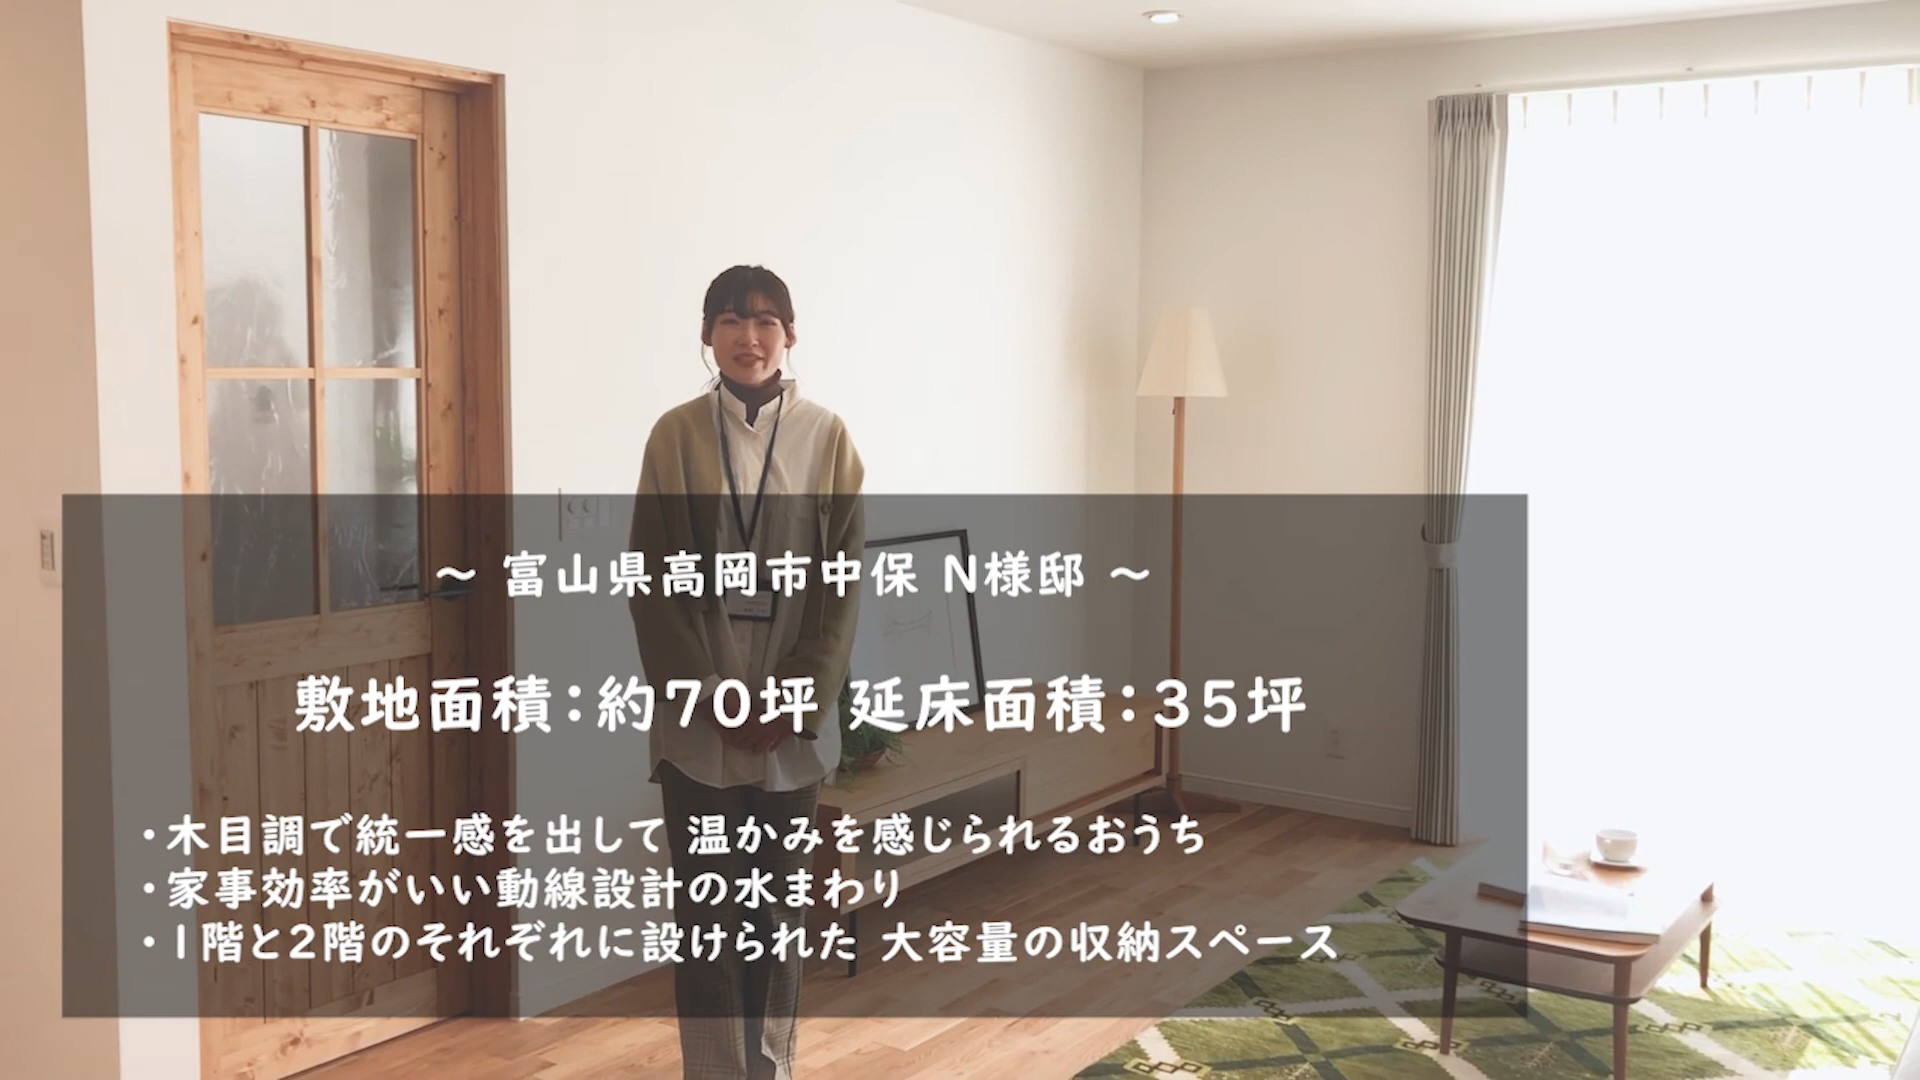 ～ 富山県高岡市中保 N様邸 ～
敷地面積：約70坪 延床面積：35坪
・木目調で統一感を出して 温かみを感じられるおうち
・家事効率がいい動線設計の水まわり
・1階と2階のそれぞれに設けられた 大容量の収納スペース